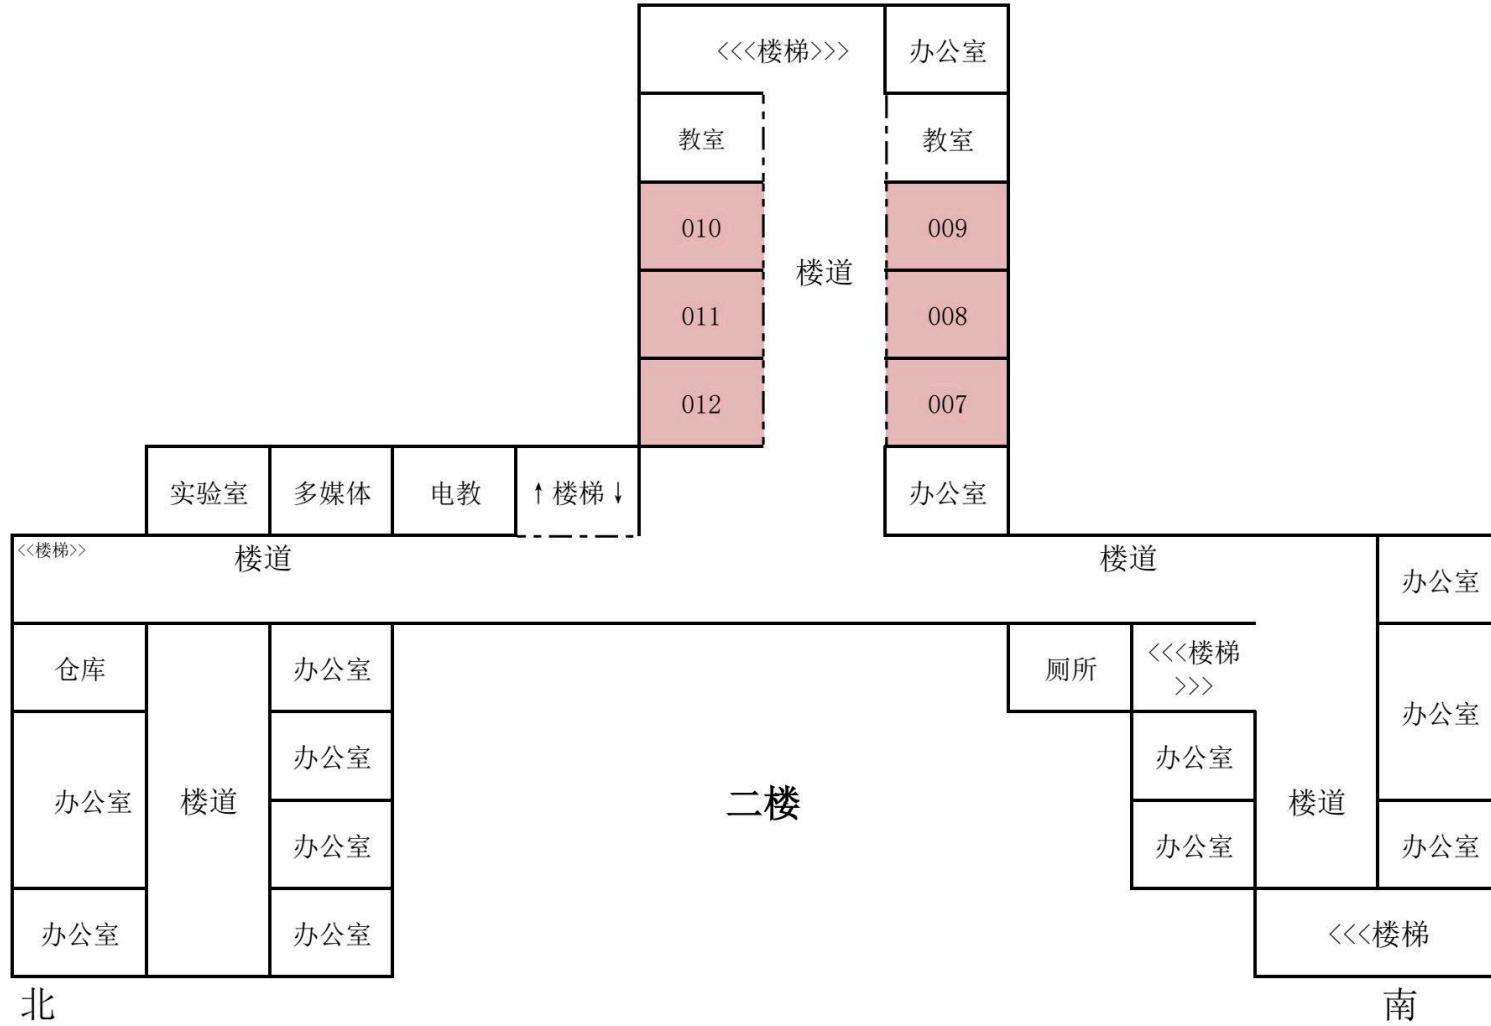 <<<楼梯>>>
办公室
教室
教室
010
009
楼道
011
008
012
007
实验室
多媒体
电教
↑楼梯↓
办公室
<<楼梯>>
楼道
楼道
办公室
仓库
办公室
厕所
<<<楼梯
>>>
办公室
办公室
办公室
办公室
楼道
二楼
楼道
办公室
办公室
办公室
办公室
办公室
<<<楼梯
北
南